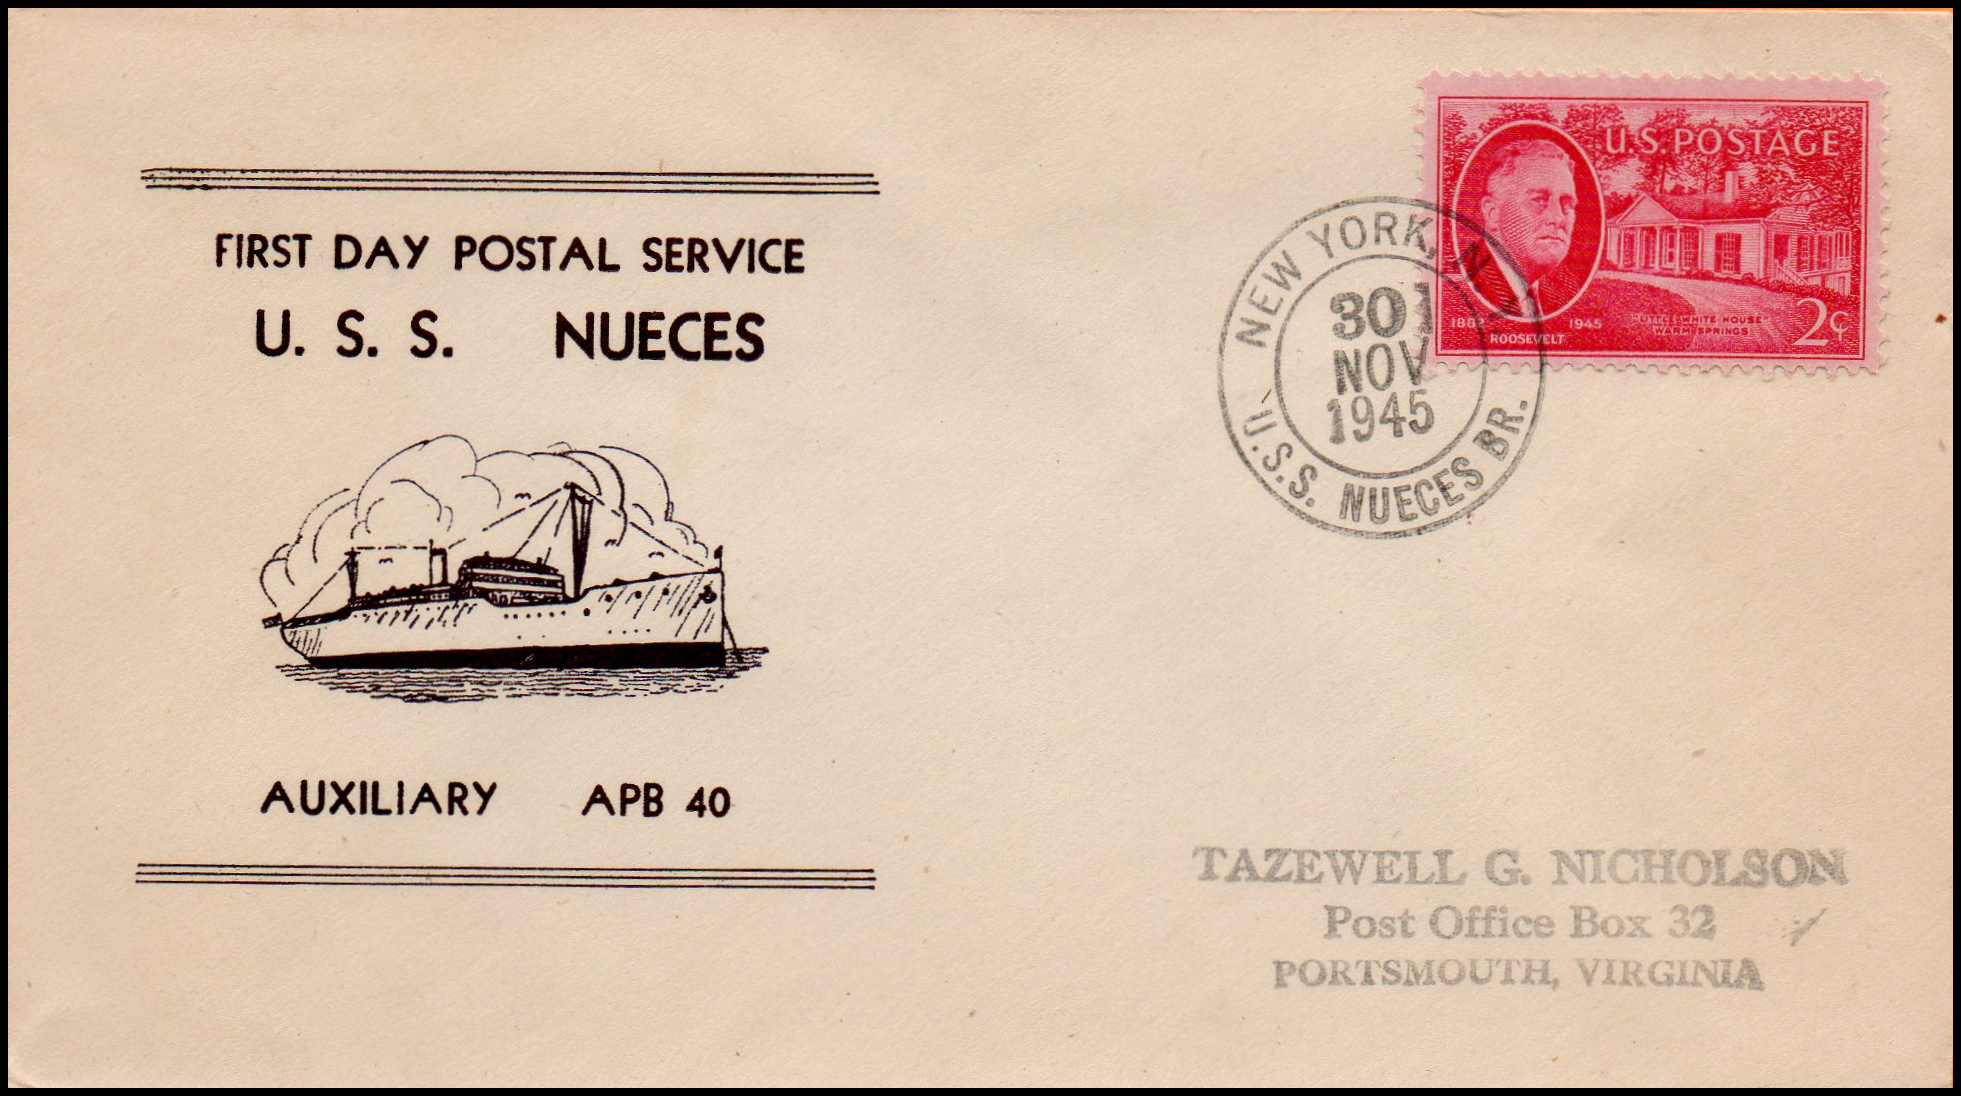 FIRST DAY POSTAL SERVICE
U. S. S. NUECES
AUXILIARY APB 40
U.S. POSTAGE
1882 1945
ROOSEVELT
"LITTLE WHITE HOUSE"
WARM SPRINGS
2¢
NEW YORK, N.Y.
30
NOV
1945
U.S.S. NUECES BR.
TAZEWELL G. NICHOLSON
Post Office Box 32
PORTSMOUTH, VIRGINIA